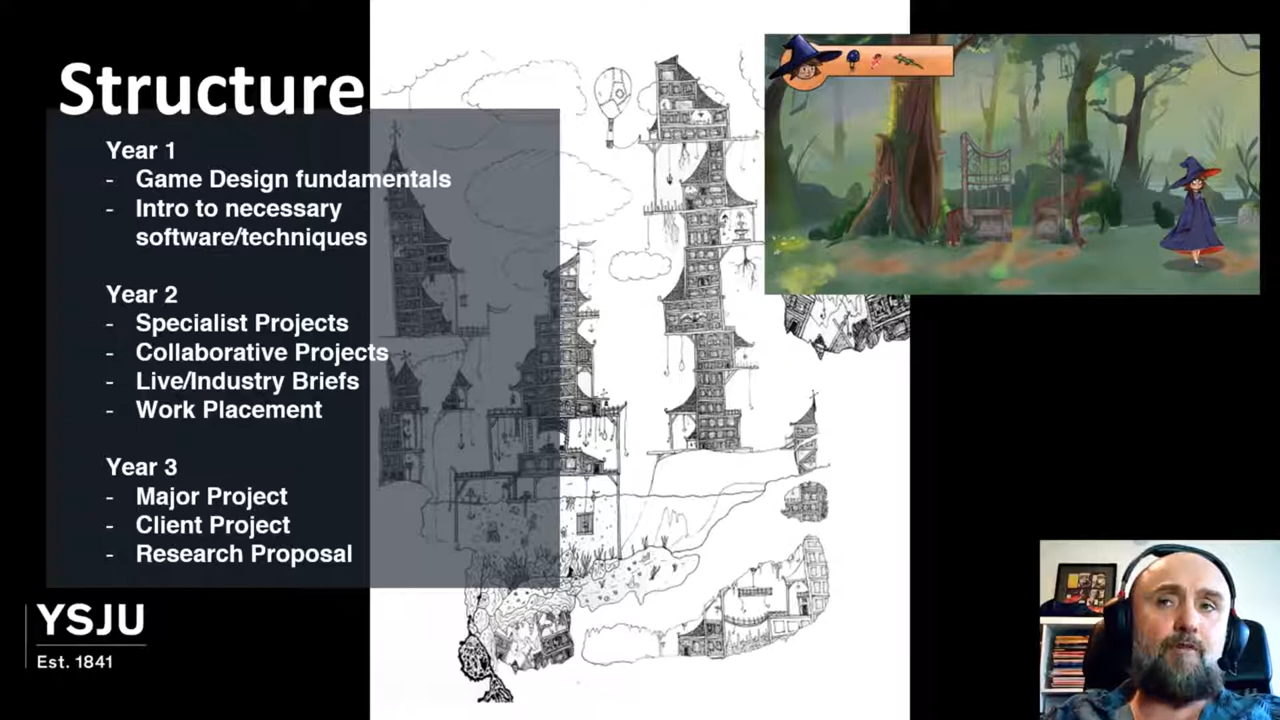 Structure
Year 1
- Game Design fundamentals
- Intro to necessary
software/techniques
Year 2
- Specialist Projects
- Collaborative Projects
- Live/Industry Briefs
- Work Placement
Year 3
- Major Project
- Client Project
- Research Proposal
YSJU
Est. 1841